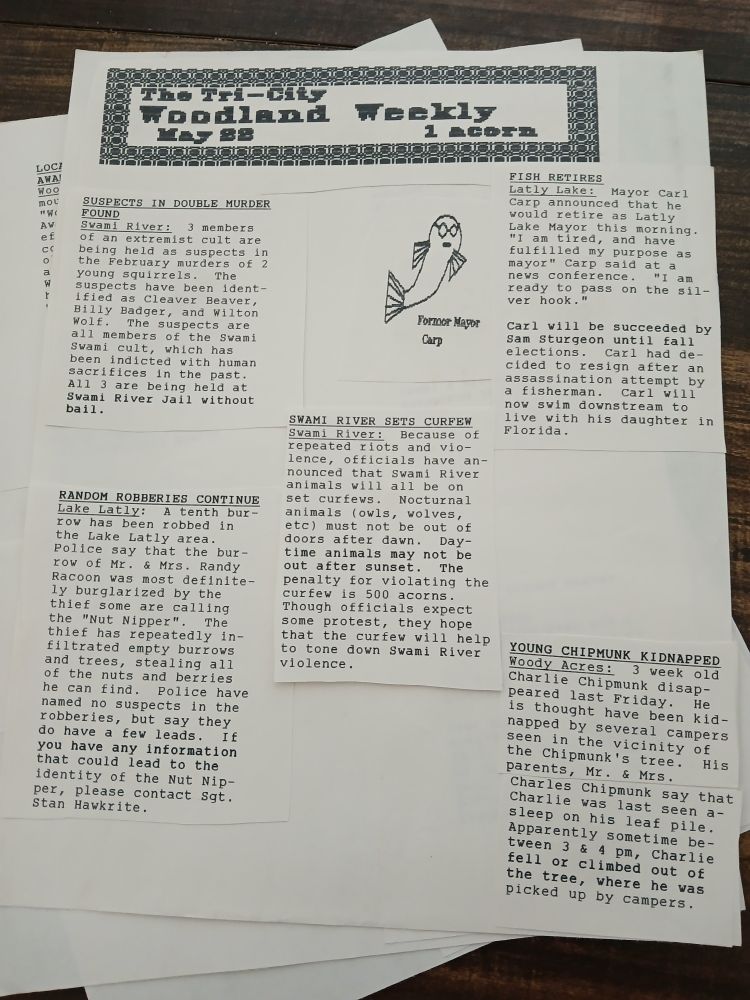 The Tri-City
Woodland Weekly
May 22 1 acorn
SUSPECTS IN DOUBLE MURDER
FOUND
Swami River: 3 members
of an extremist cult are
being held as suspects in
the February murders of 2
young squirrels. The
suspects have been ident-
ified as Cleaver Beaver,
Billy Badger, and Wilton
Wolf. The suspects are
all members of the Swami
Swami cult, which has
been indicted with human
sacrifices in the past.
All 3 are being held at
Swami River Jail without
bail.
RANDOM ROBBERIES CONTINUE
Lake Latly: A tenth bur-
row has been robbed in
the Lake Latly area.
Police say that the bur-
row of Mr. & Mrs. Randy
Racoon was most definite-
ly burglarized by the
thief some are calling
the "Nut Nipper". The
thief has repeatedly in-
filtrated empty burrows
and trees, stealing all
of the nuts and berries
he can find. Police have
named no suspects in the
robberies, but say they
do have a few leads. If
you have any information
that could lead to the
identity of the Nut Nip-
per, please contact Sgt.
Stan Hawkrite.
Former Mayor
Carp
SWAMI RIVER SETS CURFEW
Swami River: Because of
repeated riots and vio-
lence, officials have an-
nounced that Swami River
animals will all be on
set curfews. Nocturnal
animals (owls, wolves,
etc) must not be out of
doors after dawn. Day-
time animals may not be
out after sunset. The
penalty for violating the
curfew is 500 acorns.
Though officials expect
some protest, they hope
that the curfew will help
to tone down Swami River
violence.
FISH RETIRES
Latly Lake: Mayor Carl
Carp announced that he
would retire as Latly
Lake Mayor this morning.
"I am tired, and have
fulfilled my purpose as
mayor" Carp said at a
news conference. "I am
ready to pass on the sil-
ver hook."
Carl will be succeeded by
Sam Sturgeon until fall
elections. Carl had de-
cided to resign after an
assassination attempt by
a fisherman. Carl will
now swim downstream to
live with his daughter in
Florida.
YOUNG CHIPMUNK KIDNAPPED
Woody Acres: 3 week old
Charlie Chipmunk disap-
peared last Friday. He
is thought have been kid-
napped by several campers
seen in the vicinity of
the Chipmunk's tree. His
parents, Mr. & Mrs.
Charles Chipmunk say that
Charlie was last seen a-
sleep on his leaf pile.
Apparently sometime be-
tween 3 & 4 pm, Charlie
fell or climbed out of
the tree, where he was
picked up by campers.